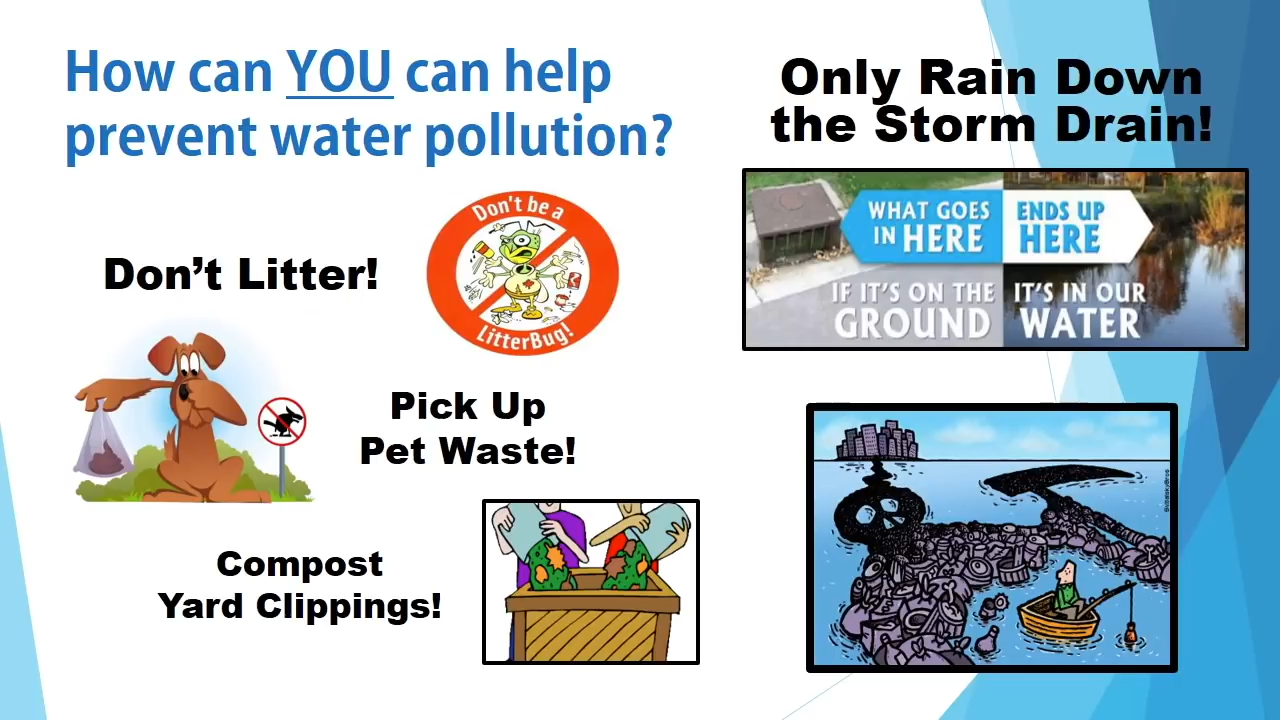 How can YOU can help
prevent water pollution?
Don't be a
LitterBug!
Don’t Litter!
Pick Up
Pet Waste!
Compost
Yard Clippings!
Only Rain Down
the Storm Drain!
WHAT GOES
IN HERE
ENDS UP
HERE
IF IT'S ON THE
GROUND
IT'S IN OUR
WATER